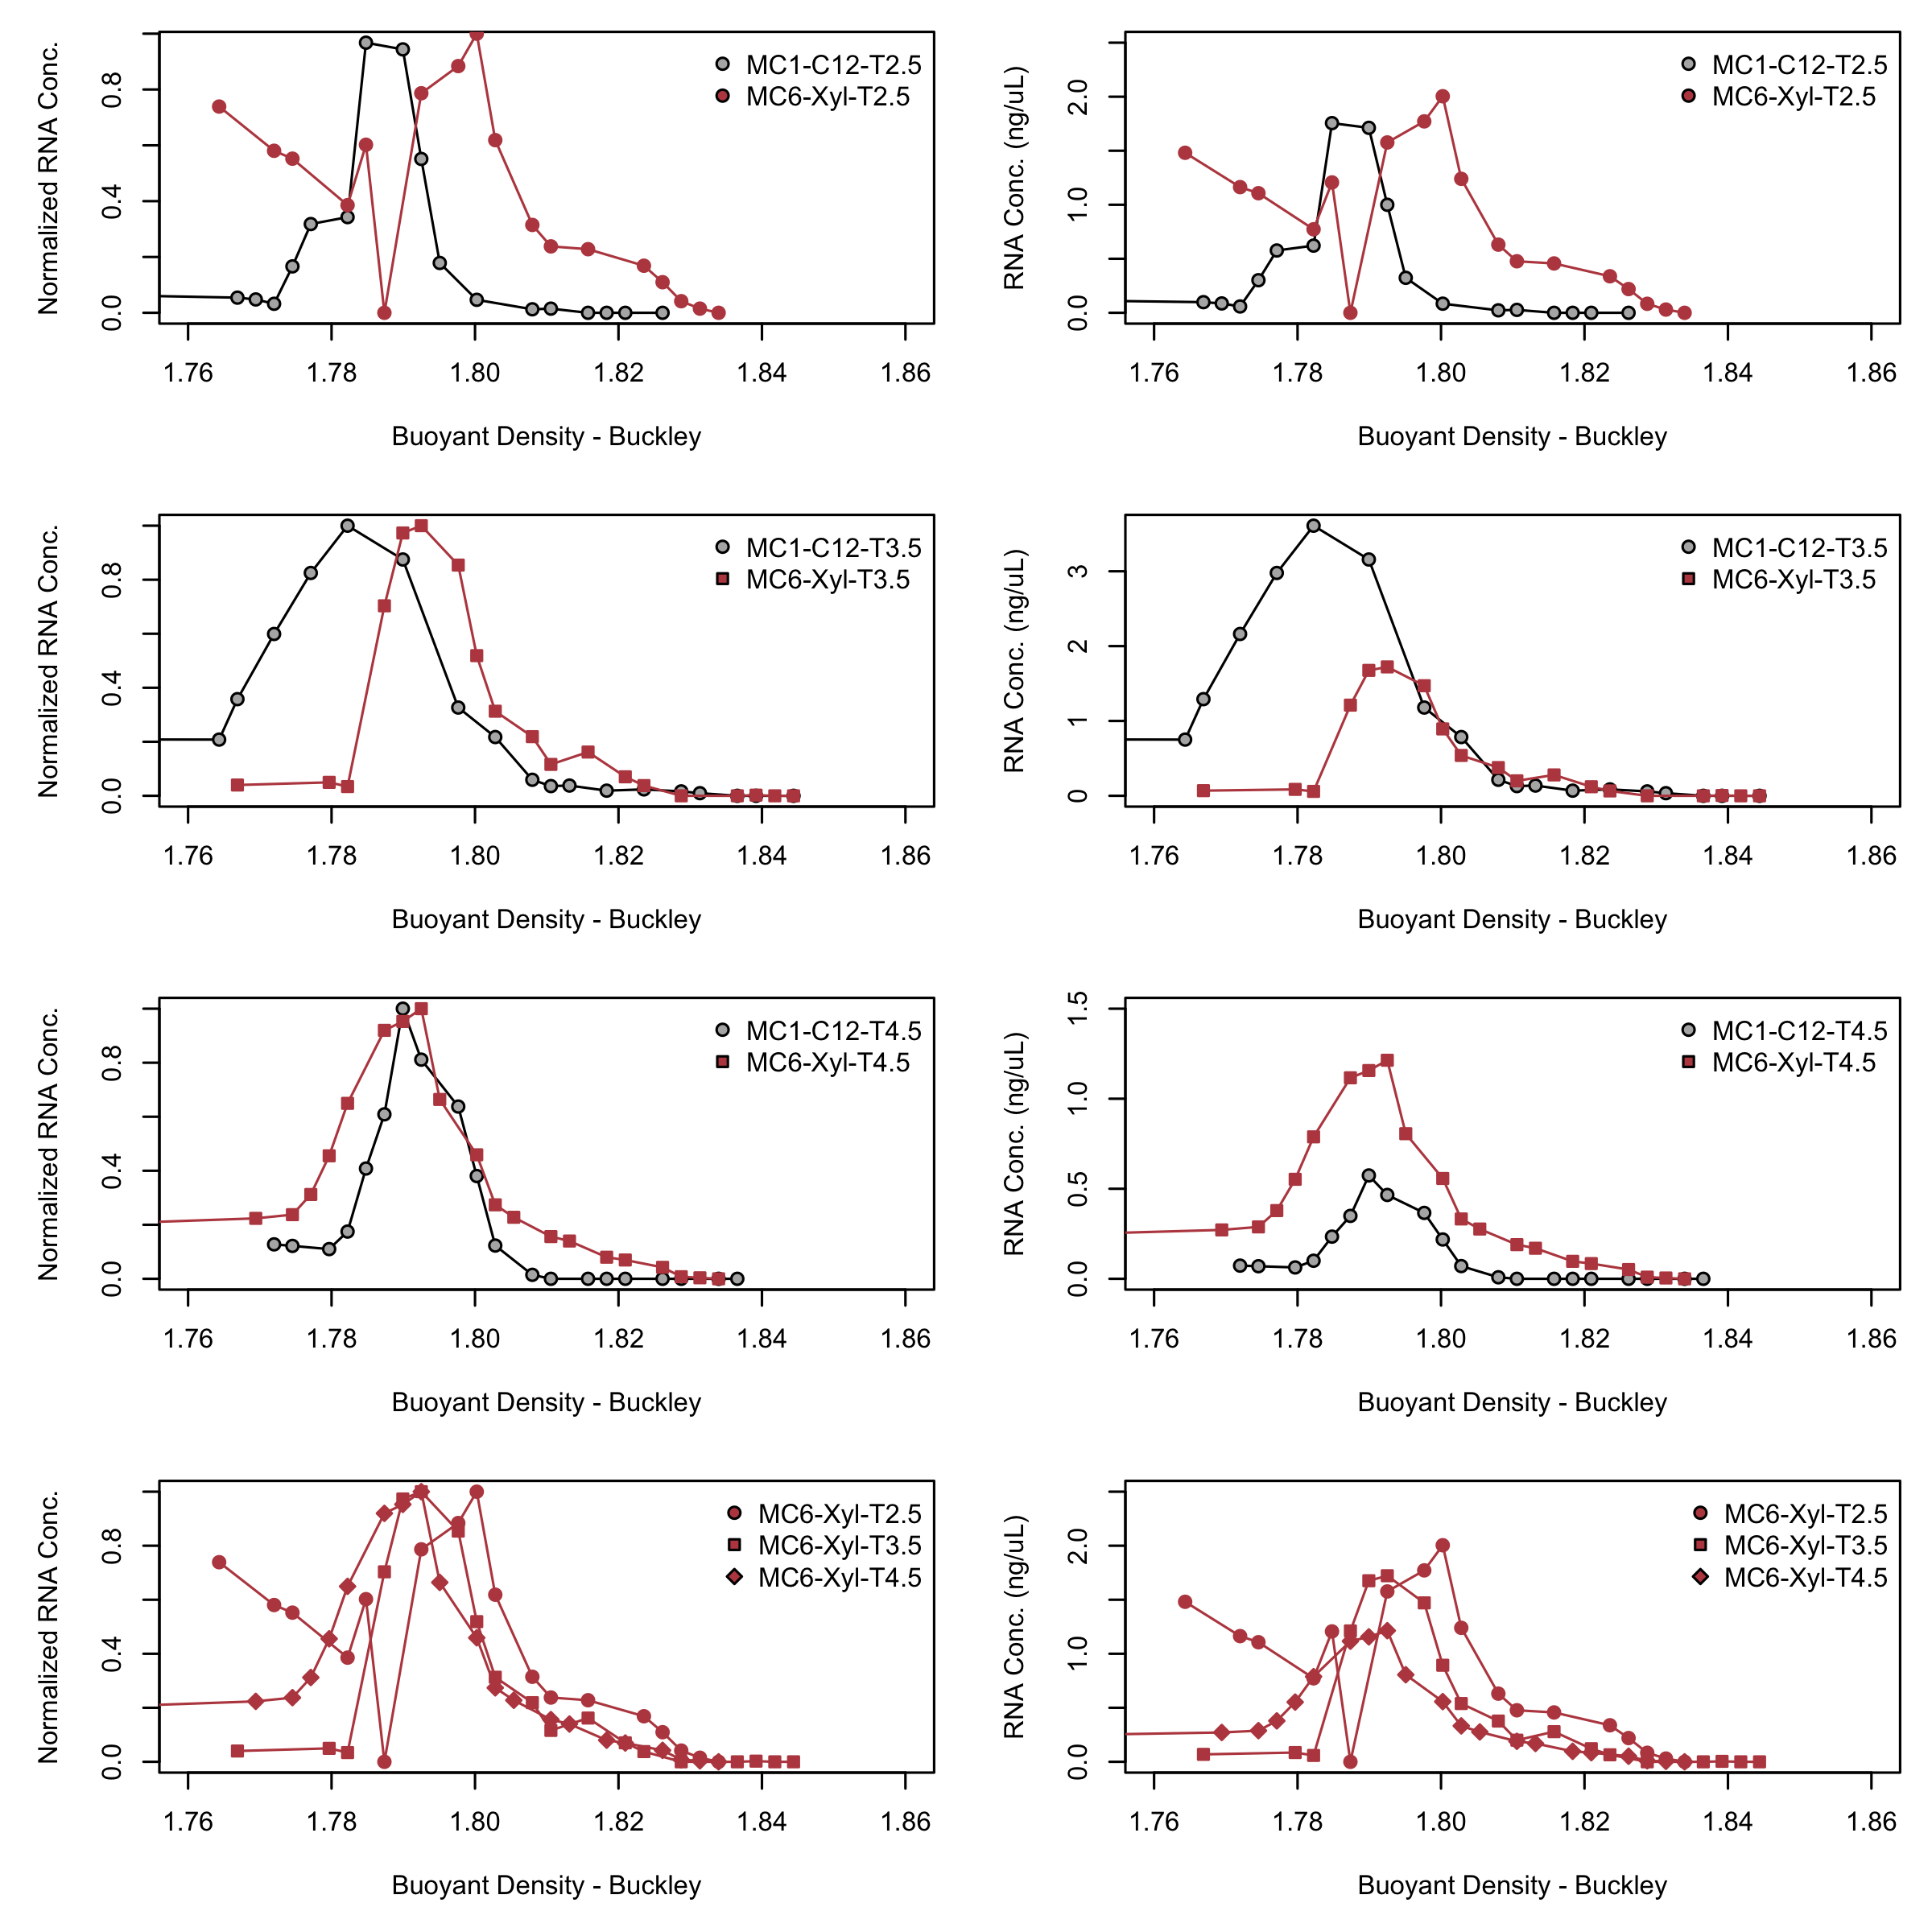 Normalized RNA Conc.
0.0 0.4 0.8
MC1-C12-T2.5
MC6-Xyl-T2.5
1.76 1.78 1.80 1.82 1.84 1.86
Buoyant Density - Buckley
RNA Conc. (ng/uL)
0.0 1.0 2.0
MC1-C12-T2.5
MC6-Xyl-T2.5
1.76 1.78 1.80 1.82 1.84 1.86
Buoyant Density - Buckley
Normalized RNA Conc.
0.0 0.4 0.8
MC1-C12-T3.5
MC6-Xyl-T3.5
1.76 1.78 1.80 1.82 1.84 1.86
Buoyant Density - Buckley
RNA Conc. (ng/uL)
0 1 2 3
MC1-C12-T3.5
MC6-Xyl-T3.5
1.76 1.78 1.80 1.82 1.84 1.86
Buoyant Density - Buckley
Normalized RNA Conc.
0.0 0.4 0.8
MC1-C12-T4.5
MC6-Xyl-T4.5
1.76 1.78 1.80 1.82 1.84 1.86
Buoyant Density - Buckley
RNA Conc. (ng/uL)
0.0 0.5 1.0 1.5
MC1-C12-T4.5
MC6-Xyl-T4.5
1.76 1.78 1.80 1.82 1.84 1.86
Buoyant Density - Buckley
Normalized RNA Conc.
0.0 0.4 0.8
MC6-Xyl-T2.5
MC6-Xyl-T3.5
MC6-Xyl-T4.5
1.76 1.78 1.80 1.82 1.84 1.86
Buoyant Density - Buckley
RNA Conc. (ng/uL)
0.0 1.0 2.0
MC6-Xyl-T2.5
MC6-Xyl-T3.5
MC6-Xyl-T4.5
1.76 1.78 1.80 1.82 1.84 1.86
Buoyant Density - Buckley